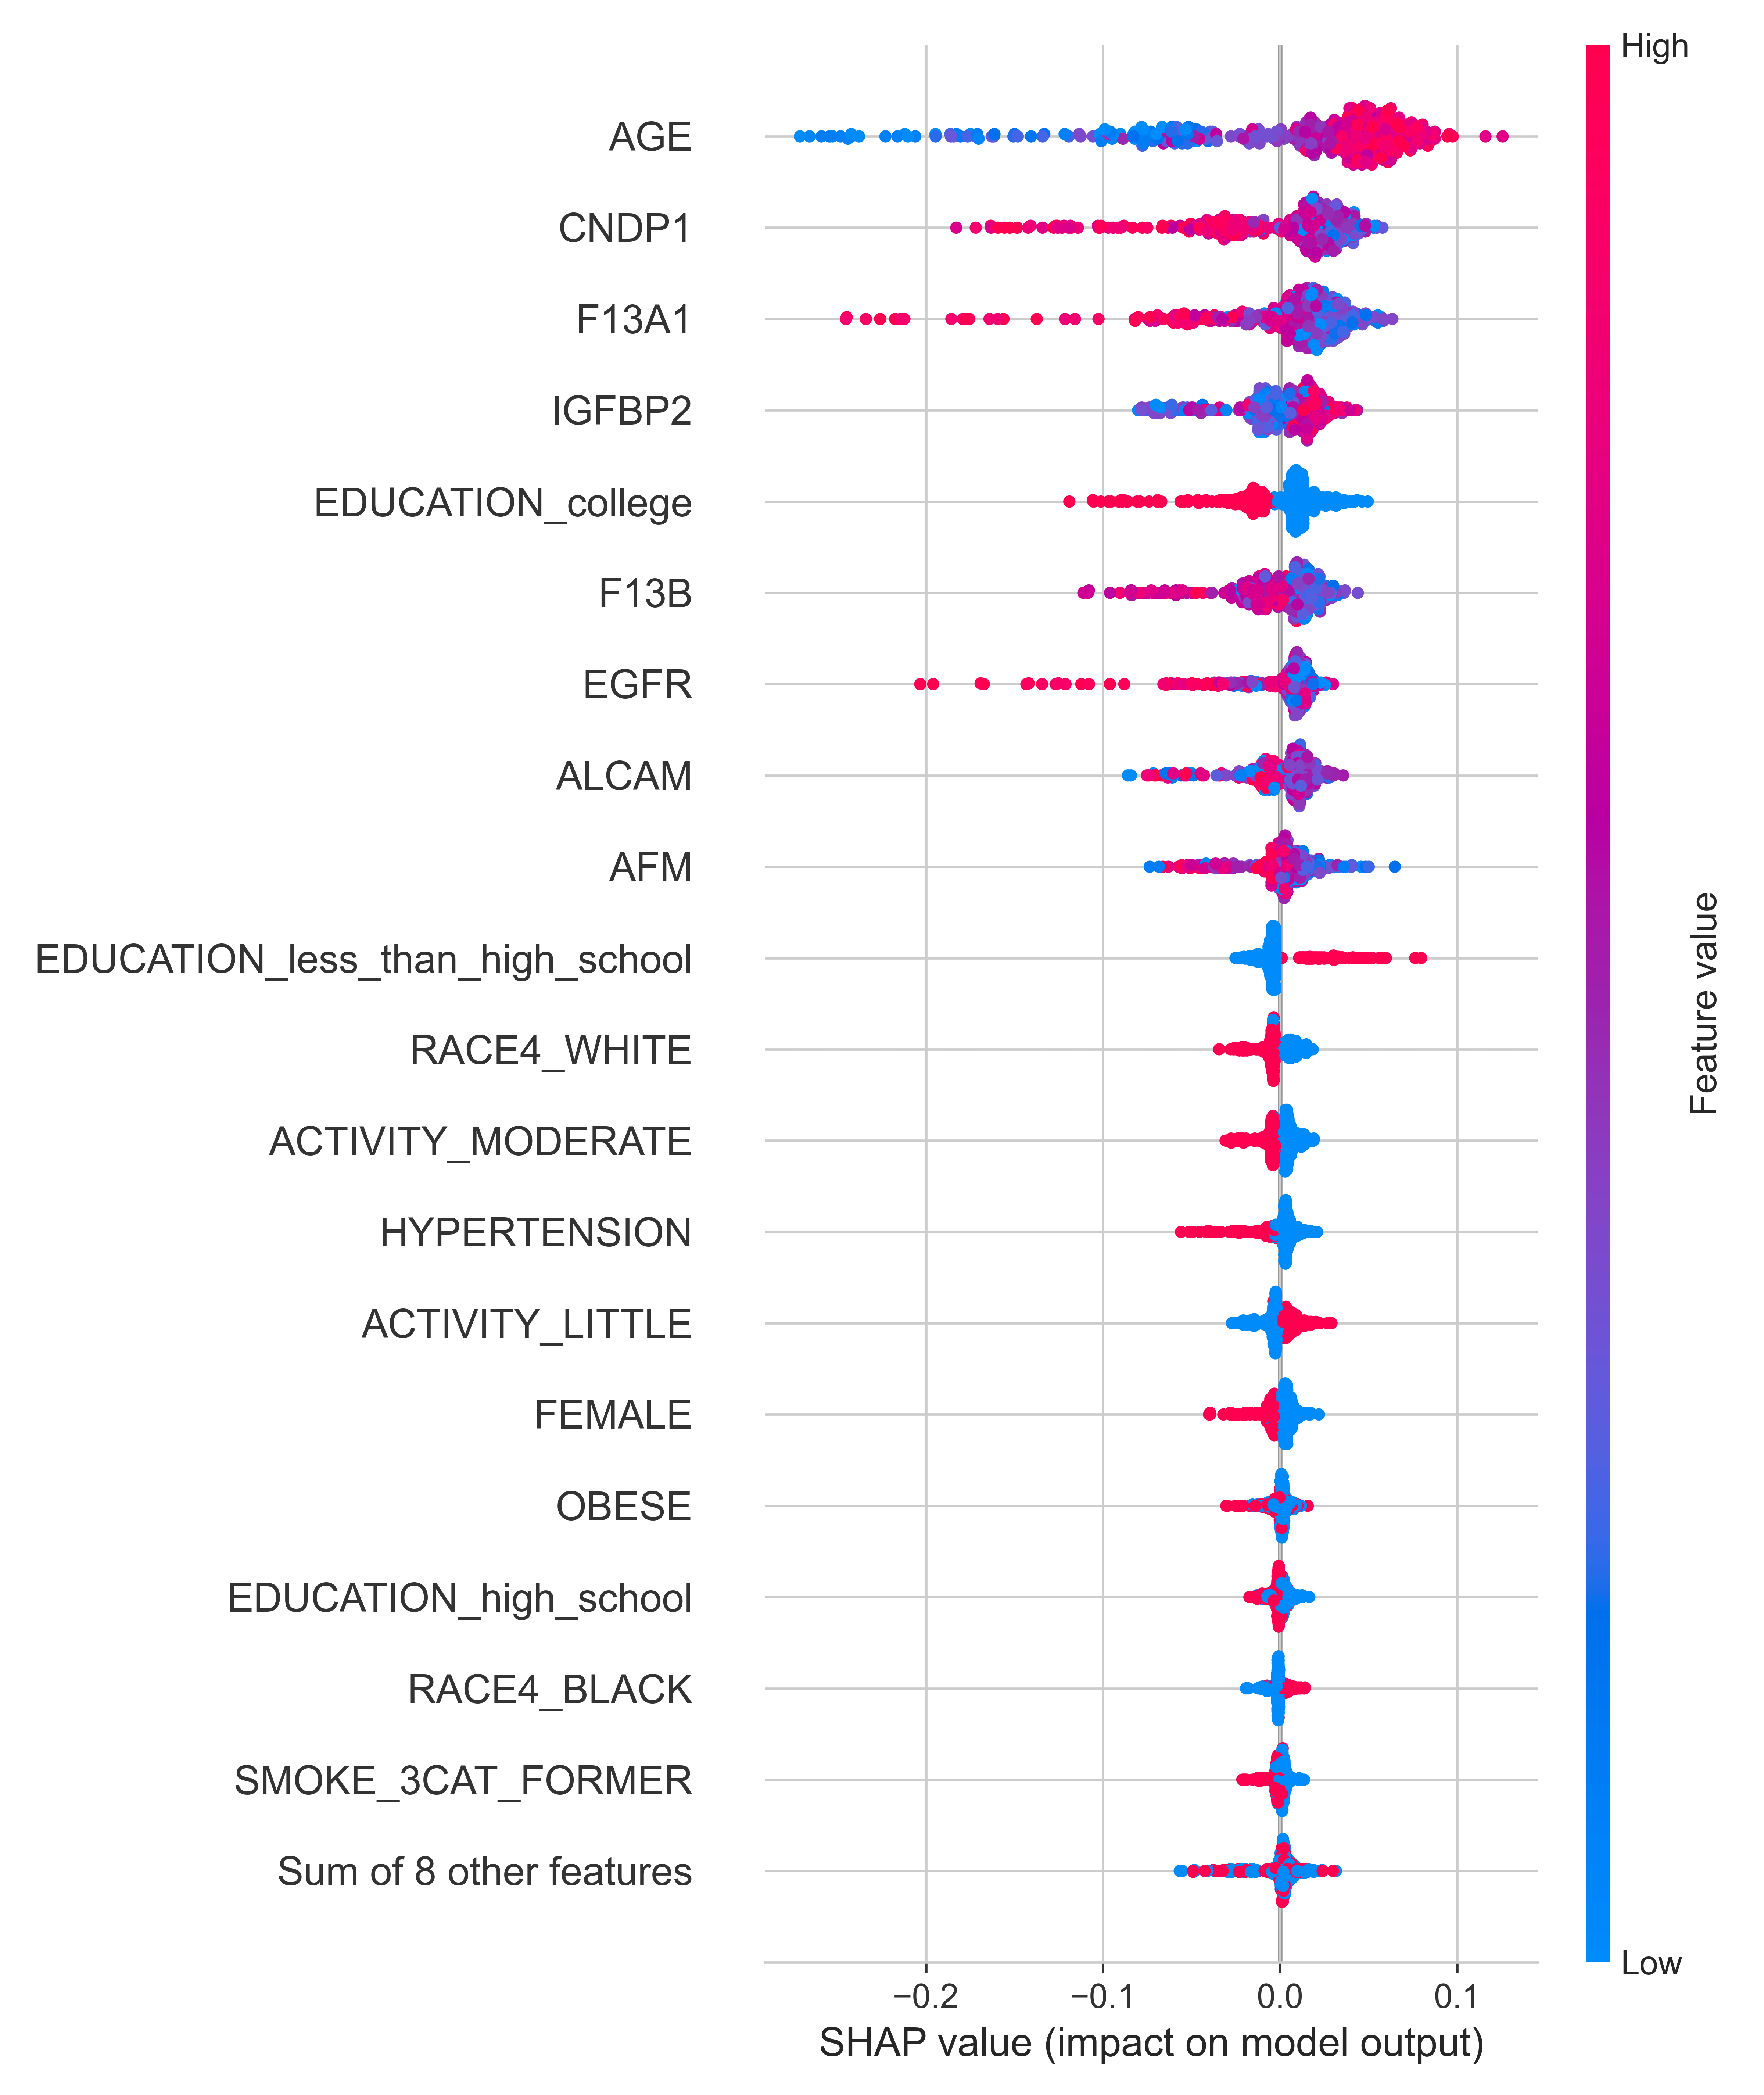 High
AGE
CNDP1
F13A1
IGFBP2
EDUCATION_college
F13B
EGFR
ALCAM
AFM
EDUCATION_less_than_high_school
RACE4_WHITE
ACTIVITY_MODERATE
HYPERTENSION
ACTIVITY_LITTLE
FEMALE
OBESE
EDUCATION_high_school
RACE4_BLACK
SMOKE_3CAT_FORMER
Sum of 8 other features
Feature value
Low
−0.2 −0.1 0.0 0.1
SHAP value (impact on model output)